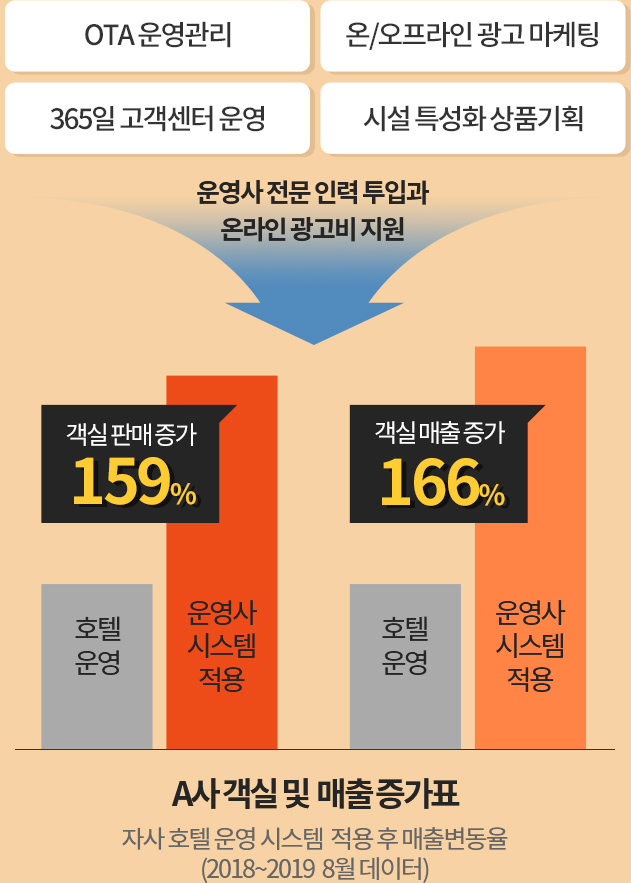 OTA 운영관리
온/오프라인 광고 마케팅
365일 고객센터 운영
시설 특성화 상품기획
운영사 전문 인력 투입과
온라인 광고비 지원
객실 판매 증가
159%
호텔
운영
운영사
시스템
적용
객실 매출 증가
166%
호텔
운영
운영사
시스템
적용
A사 객실 및 매출 증가표
자사 호텔 운영 시스템 적용 후 매출변동율
(2018~2019 8월 데이터)